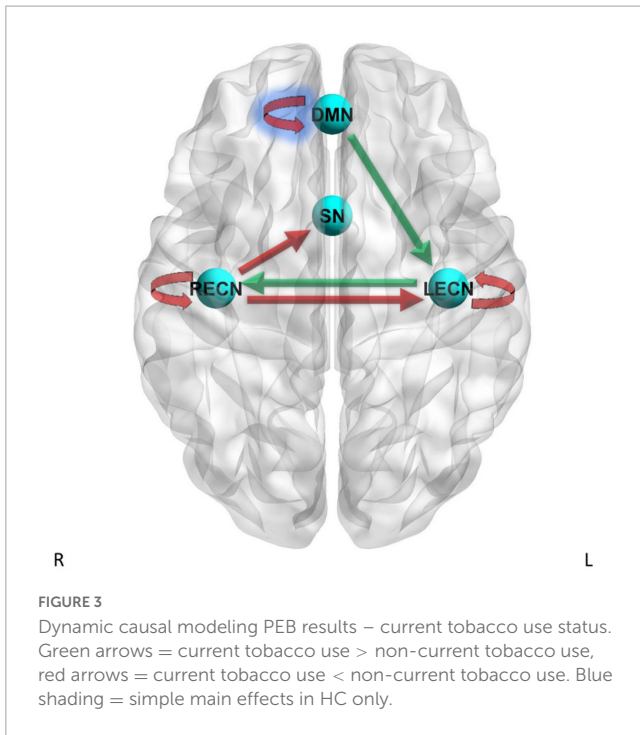 DMN
SN
RECN
LECN
R
L
FIGURE 3
Dynamic causal modeling PEB results – current tobacco use status.
Green arrows = current tobacco use > non-current tobacco use,
red arrows = current tobacco use < non-current tobacco use. Blue
shading = simple main effects in HC only.